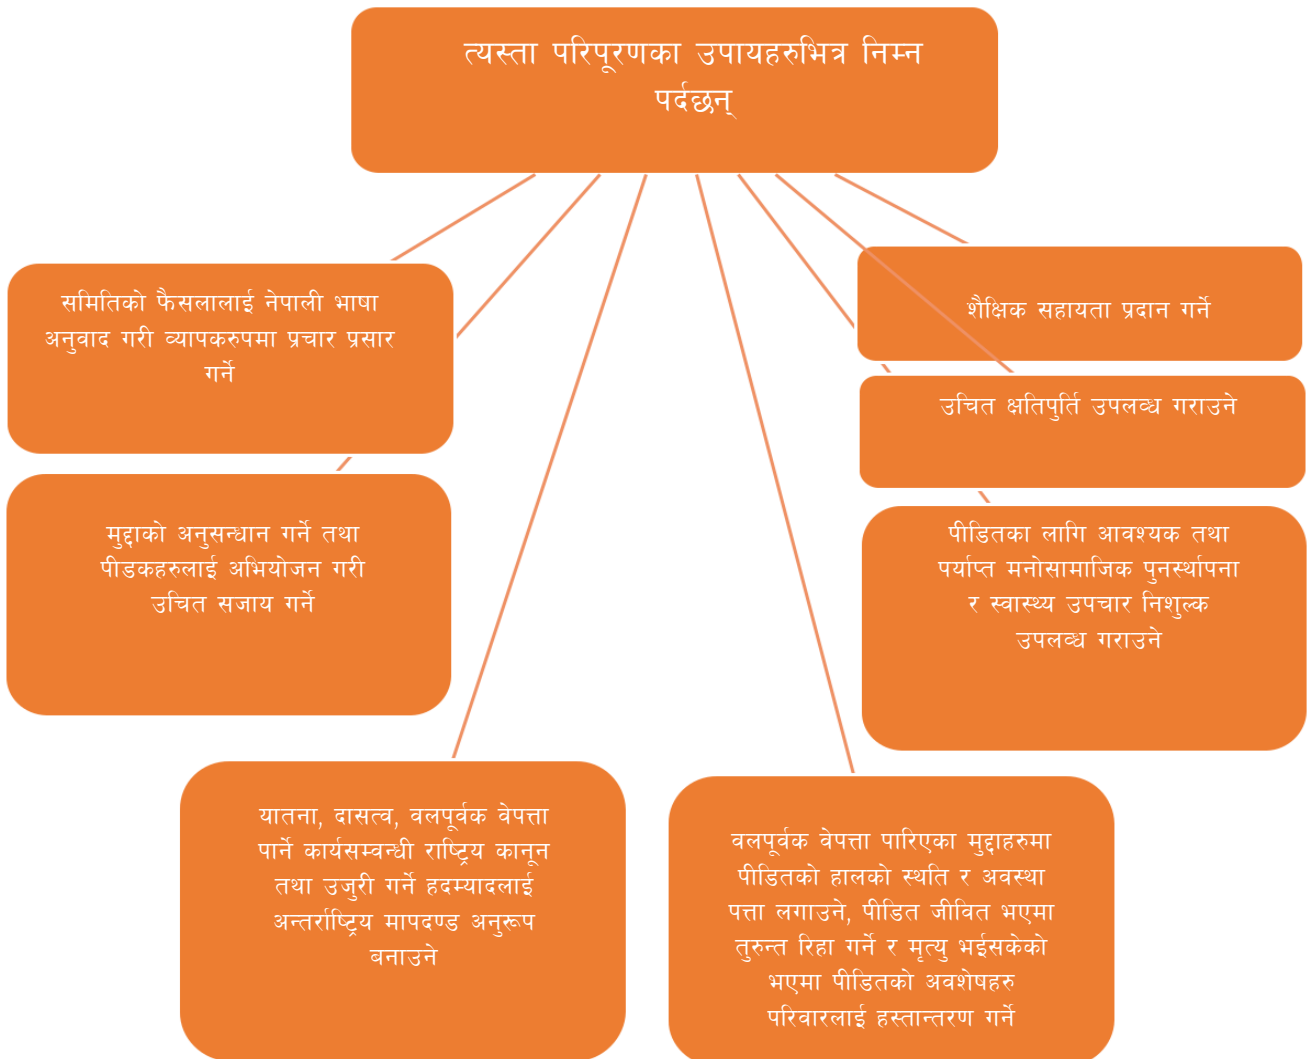 त्यस्ता परिपूरणका उपायहरुभित्र निम्न
पर्दछन्
समितिको फैसलालाई नेपाली भाषा
अनुवाद गरी व्यापकरुपमा प्रचार प्रसार
गर्ने
मुद्दाको अनुसन्धान गर्ने तथा
पीडकहरुलाई अभियोजन गरी
उचित सजाय गर्ने
यातना, दासत्व, वलपूर्वक वेपत्ता
पार्ने कार्यसम्वन्धी राष्ट्रिय कानून
तथा उजुरी गर्ने हदम्यादलाई
अन्तर्राष्ट्रिय मापदण्ड अनुरूप
बनाउने
वलपूर्वक वेपत्ता पारिएका मुद्दाहरुमा
पीडितको हालको स्थति र अवस्था
पत्ता लगाउने, पीडित जीवित भएमा
तुरुन्त रिहा गर्ने र मृत्यु भईसकेको
भएमा पीडितको अवशेषहरु
परिवारलाई हस्तान्तरण गर्ने
शैक्षिक सहायता प्रदान गर्ने
उचित क्षतिपुर्ति उपलव्ध गराउने
पीडितका लागि आवश्यक तथा
पर्याप्त मनोसामाजिक पुनर्स्थापना
र स्वास्थ्य उपचार निशुल्क
उपलव्ध गराउने